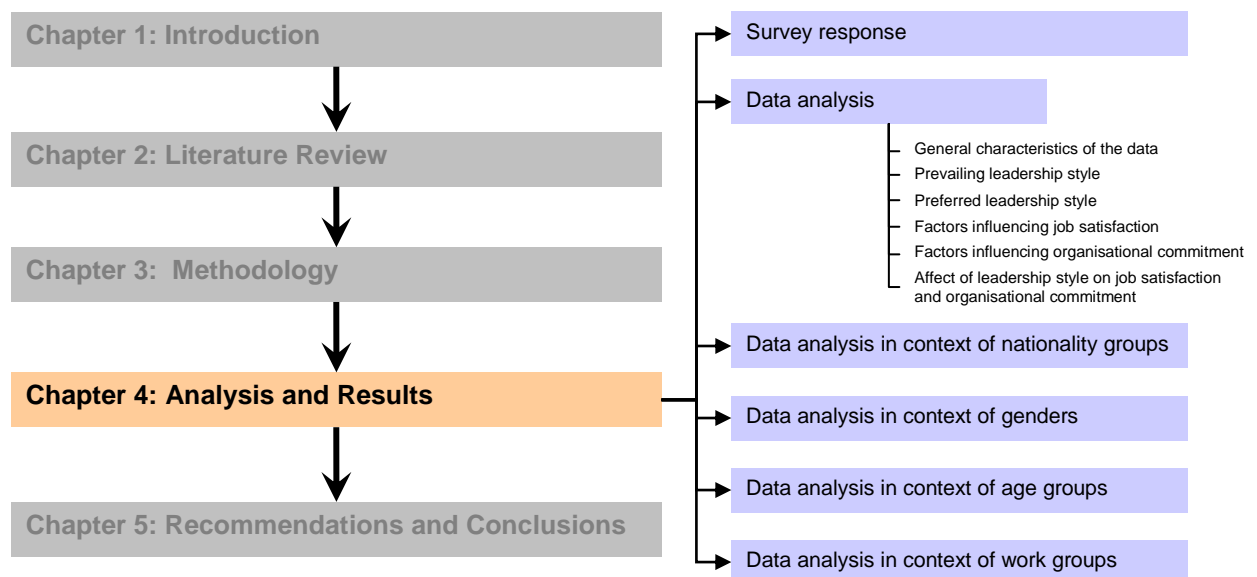 Chapter 1: Introduction
Chapter 2: Literature Review
Chapter 3:  Methodology
Chapter 4: Analysis and Results
Chapter 5: Recommendations and Conclusions
Survey response
Data analysis
General characteristics of the data
Prevailing leadership style
Preferred leadership style
Factors influencing job satisfaction
Factors influencing organisational commitment
Affect of leadership style on job satisfaction
and organisational commitment
Data analysis in context of nationality groups
Data analysis in context of genders
Data analysis in context of age groups
Data analysis in context of work groups